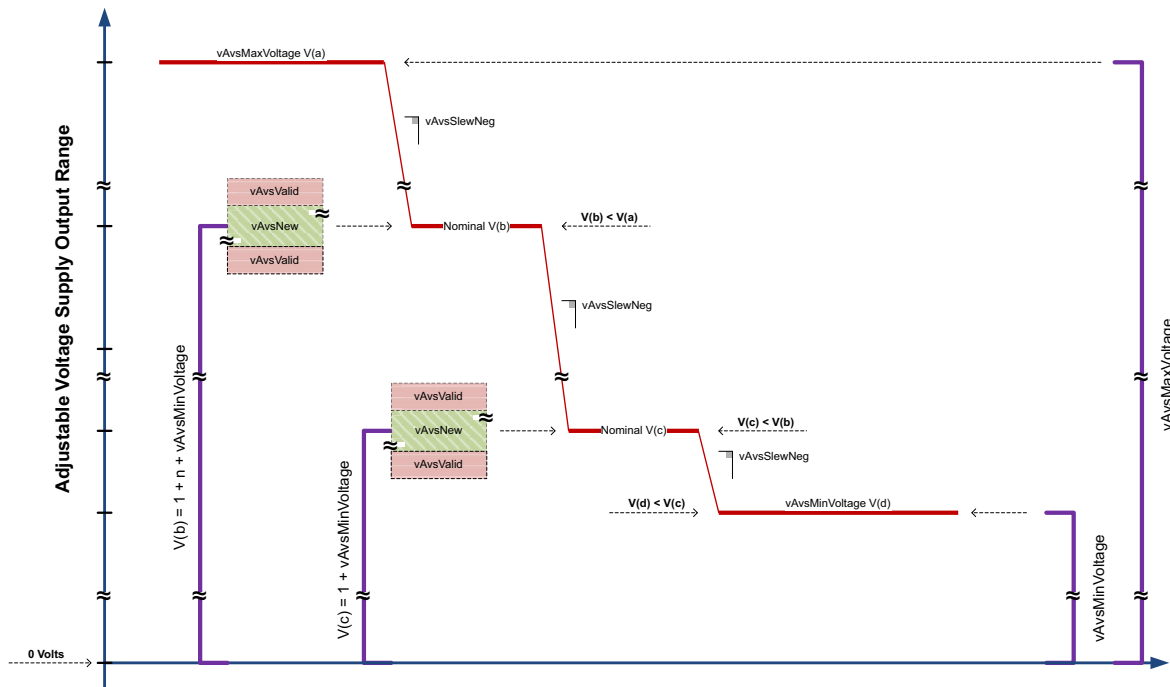 vAvsMaxVoltage V(a)
vAvsSlewNeg
Adjustable Voltage Supply Output Range
vAvsValid
vAvsNew
vAvsValid
Nominal V(b)
V(b) < V(a)
vAvsSlewNeg
V(b) = 1 + n + vAvsMinVoltage
vAvsMaxVoltage
vAvsValid
vAvsNew
vAvsValid
Nominal V(c)
V(c) < V(b)
vAvsSlewNeg
V(c) = 1 + vAvsMinVoltage
V(d) < V(c)
vAvsMinVoltage V(d)
vAvsMinVoltage
0 Volts